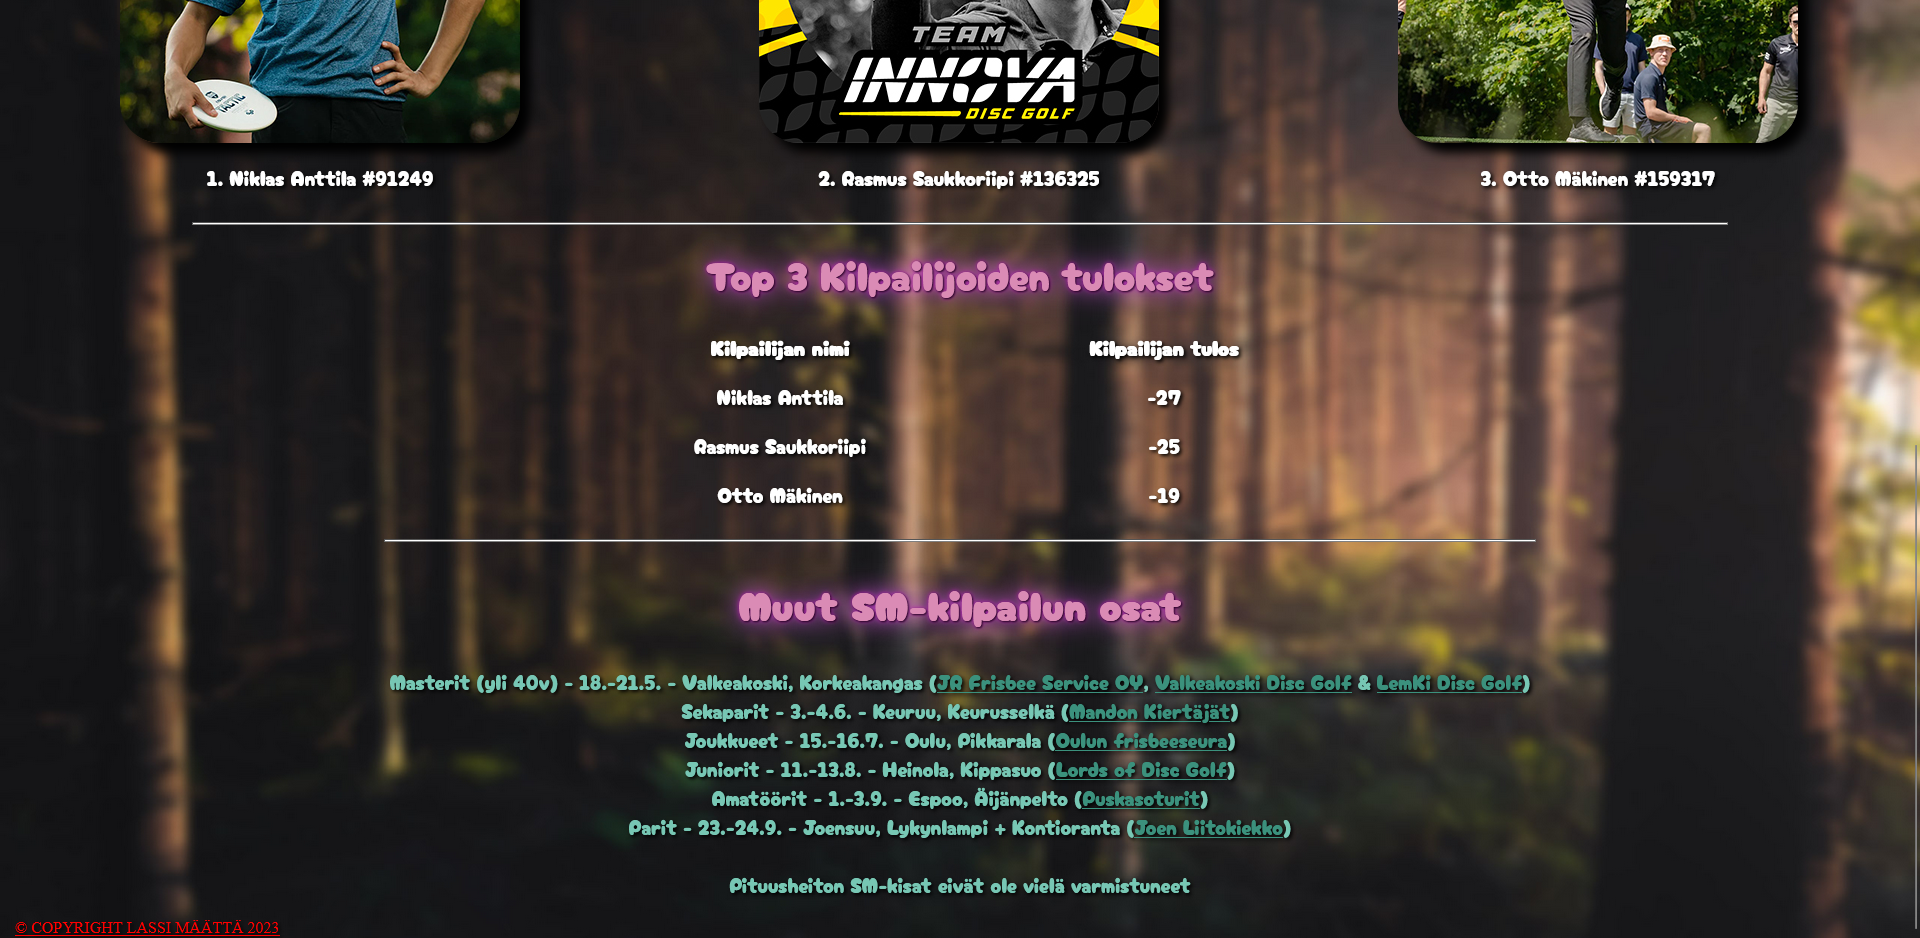 TACTIC
TEAM
INNOVA
DISC GOLF
1. Niklas Anttila #91249
2. Rasmus Saukkoriipi #136325
3. Otto Mäkinen #159317
Top 3 Kilpailijoiden tulokset
Kilpailijan nimi Kilpailijan tulos
Niklas Anttila -27
Rasmus Saukkoriipi -25
Otto Mäkinen -19
Muut SM-kilpailun osat
Masterit (yli 40v) - 18.-21.5. - Valkeakoski, Korkeakangas (JR Frisbee Service OY, Valkeakoski Disc Golf & LemKi Disc Golf)
Sekaparit - 3.-4.6. - Keuruu, Keurusselkä (Mandon Kiertäjät)
Joukkueet - 15.-16.7. - Oulu, Pikkarala (Oulun frisbeeseura)
Juniorit - 11.-13.8. - Heinola, Kippasuo (Lords of Disc Golf)
Amatöörit - 1.-3.9. - Espoo, Äijänpelto (Puskasoturit)
Parit - 23.-24.9. - Joensuu, Lykynlampi + Kontioranta (Joen Liitokiekko)
Pituusheiton SM-kisat eivät ole vielä varmistuneet
© COPYRIGHT LASSI MÄÄTTÄ 2023